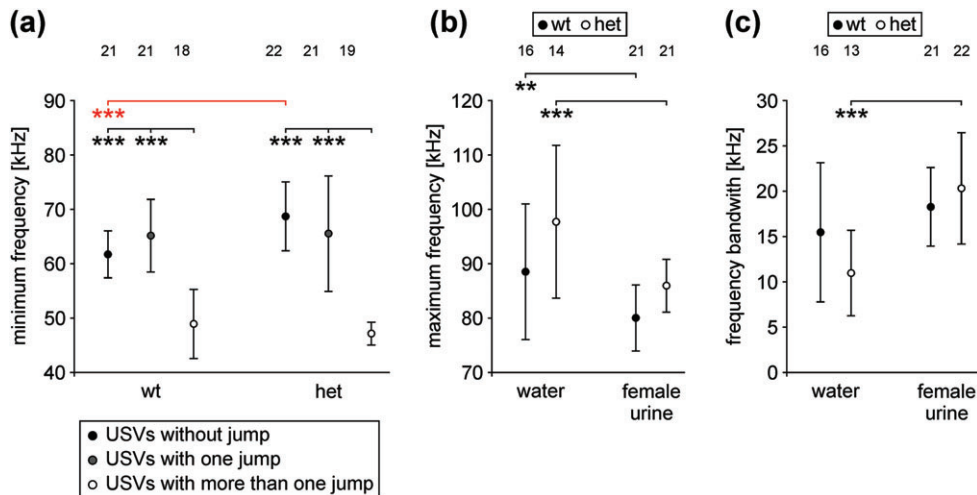 (a)
21 21 18 22 21 19
minimum frequency [kHz]
90
80
70
60
50
40
***
*** *** *** ***
wt het
USVs without jump
USVs with one jump
USVs with more than one jump
(b)
wt het
16 14 21 21
maximum frequency [kHz]
120
110
100
90
80
70
**
***
water female
urine
(c)
wt het
16 13 21 22
frequency bandwith [kHz]
30
25
20
15
10
5
0
***
water female
urine